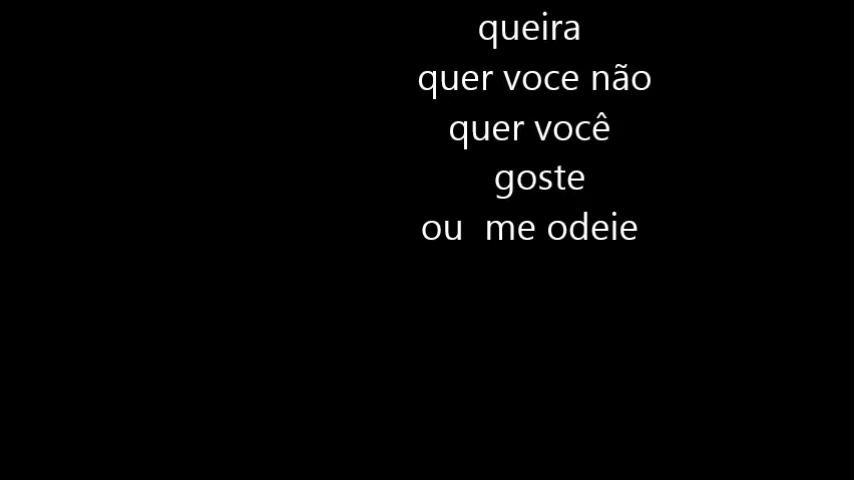 queira
quer voce não
quer você
goste
ou  me odeie